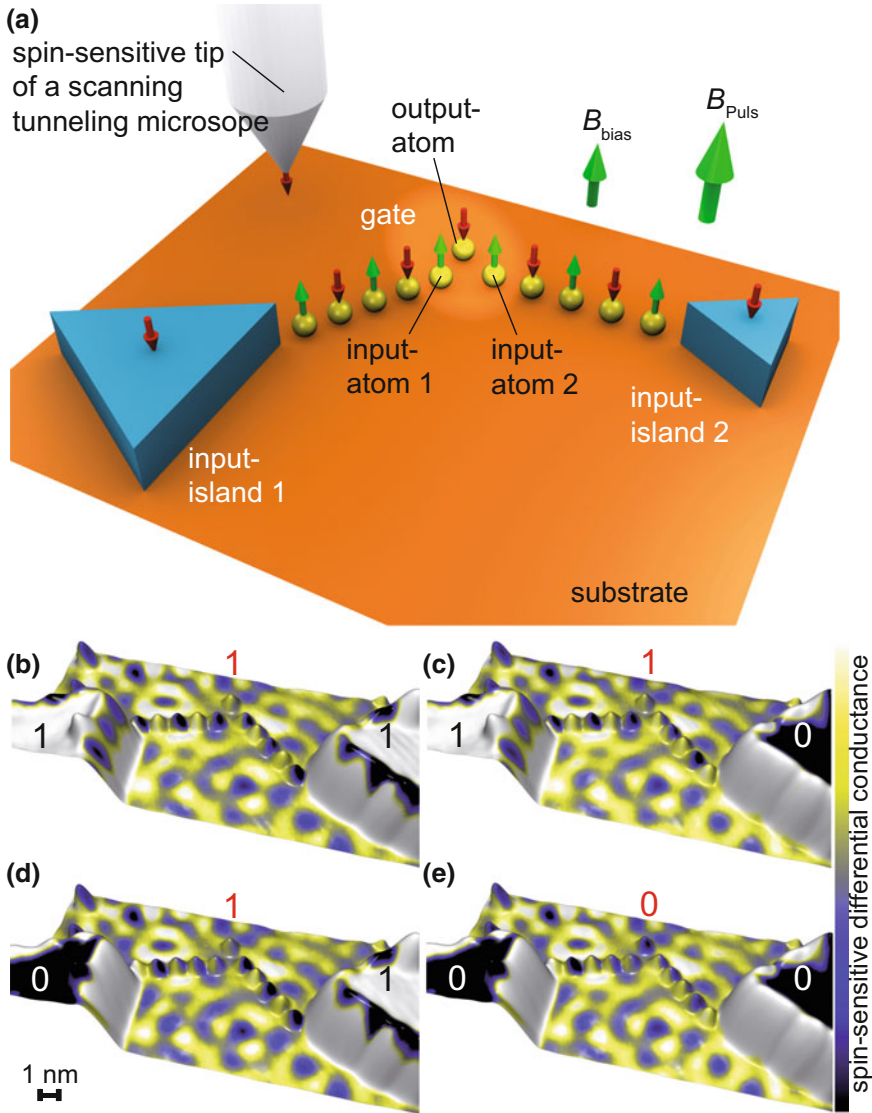 (a)
spin-sensitive tip
of a scanning
tunneling microsope
output-
atom
B bias
B Puls
gate
input-
atom 1
input-
atom 2
input-
island 1
input-
island 2
substrate
(b)
1
1
1
(c)
1
1
0
(d)
1
0
1
(e)
0
0
0
1 nm
spin-sensitive differential conductance